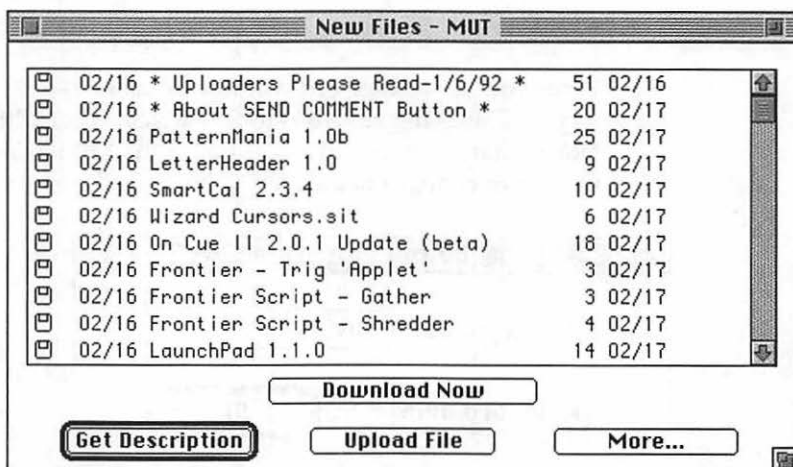 New Files - MUT
02/16 * Uploaders Please Read-1/6/92 * 51 02/16
02/16 * About SEND COMMENT Button * 20 02/17
02/16 PatternMania 1.0b 25 02/17
02/16 LetterHeader 1.0 9 02/17
02/16 SmartCal 2.3.4 10 02/17
02/16 Wizard Cursors.sit 6 02/17
02/16 On Cue II 2.0.1 Update (beta) 18 02/17
02/16 Frontier - Trig'Applet' 3 02/17
02/16 Frontier Script - Gather 3 02/17
02/16 Frontier Script - Shredder 4 02/17
02/16 LaunchPad 1.1.0 14 02/17
Download Now
Get Description Upload File More...